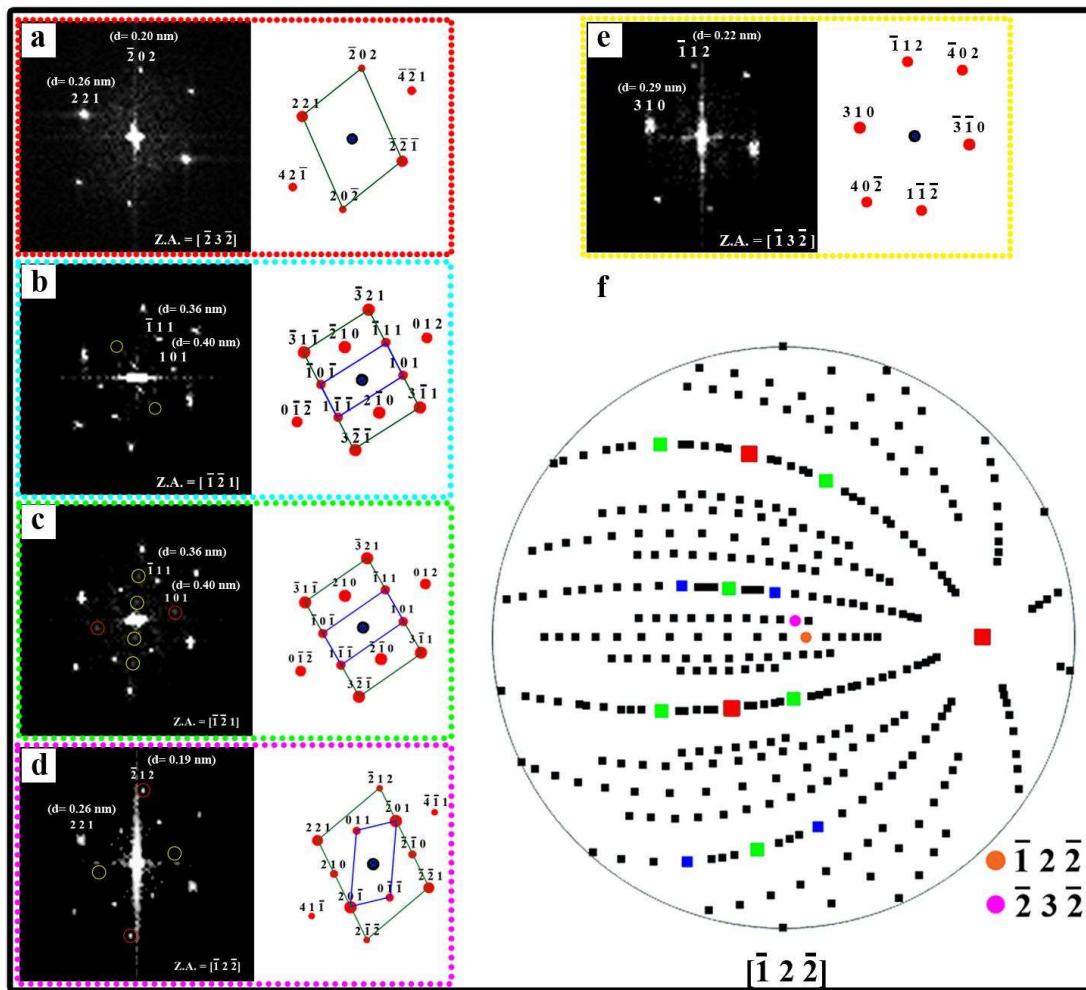 a
(d= 0.20 nm)
2̄ 0 2
(d= 0.26 nm)
2 2 1
Z.A. = [ 2̄ 3 2̄ ]
2̄ 0 2
4̄ 2̄ 1
2 2 1
2̄ 2̄ 1̄
4 2 1̄
2 0 2̄
b
(d= 0.36 nm)
1̄ 1 1
(d= 0.40 nm)
1 0 1
Z.A. = [ 1̄ 2̄ 1 ]
3̄ 2 1
1̄ 1 1
0 1 2
3̄ 1 1̄
2̄ 1 0
1 0 1
1̄ 0 1̄
3 1̄ 1
1 1̄ 1̄
2 1̄ 0
0 1̄ 2̄
3 2̄ 1̄
c
(d= 0.36 nm)
1̄ 1 1
(d= 0.40 nm)
1 0 1
Z.A. = [ 1̄ 2̄ 1 ]
3̄ 2 1
1̄ 1 1
0 1 2
3̄ 1 1̄
2 1 0
1 0 1
1̄ 0 1̄
3 1̄ 1
1 1̄ 1̄
2 1̄ 0
0 1̄ 2̄
3 2̄ 1̄
d
(d= 0.19 nm)
2̄ 1 2
(d= 0.26 nm)
2 2 1
Z.A. = [ 1̄ 2 2̄ ]
2̄ 1 2
2̄ 0 1
4̄ 1̄ 1
0 1 1
2 2 1
2̄ 1̄ 0
2 1 0
2̄ 2̄ 1
0 1̄ 1̄
2 0 1̄
4 1 1̄
2 1̄ 2̄
e
(d= 0.22 nm)
1̄ 1 2
(d= 0.29 nm)
3 1 0
Z.A. = [ 1̄ 3 2̄ ]
1̄ 1 2
4̄ 0 2
3 1 0
3̄ 1̄ 0
4 0 2̄
1 1̄ 2̄
f
1̄ 2 2̄
2̄ 3 2̄
[1̄ 2 2̄]